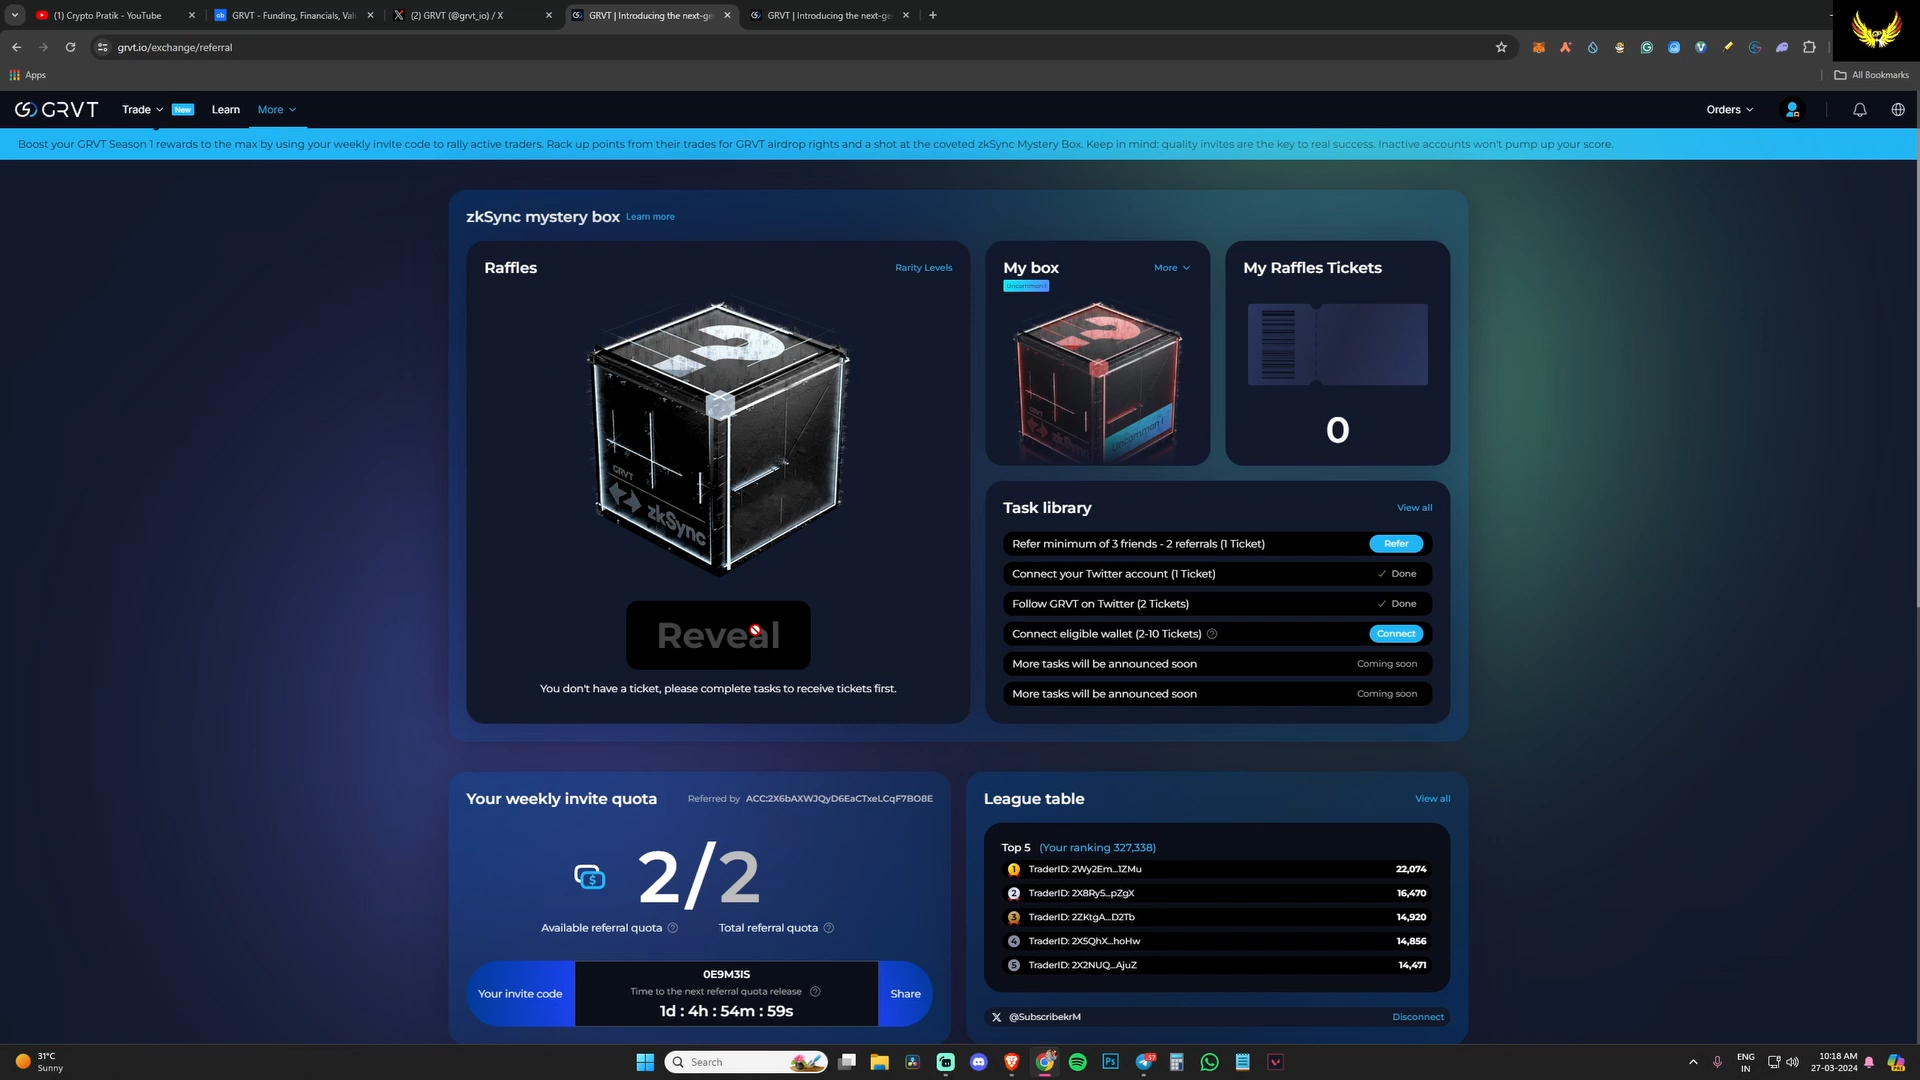 (1) Crypto Pratik - YouTube
GRVT - Funding, Financials, Val
(2) GRVT (@grvt_io) / X
GRVT | Introducing the next-ge
GRVT | Introducing the next-ge
grvt.io/exchange/referral
Apps
All Bookmarks
GRVT
Trade
New
Learn
More
Orders
Boost your GRVT Season 1 rewards to the max by using your weekly invite code to rally active traders. Rack up points from their trades for GRVT airdrop rights and a shot at the coveted zkSync Mystery Box. Keep in mind: quality invites are the key to real success. Inactive accounts won't pump up your score.
zkSync mystery box Learn more
Raffles
Rarity Levels
GRVT
zkSync
Reveal
You don't have a ticket, please complete tasks to receive tickets first.
My box
More
Uncommon I
GRVT
zkSync
Uncommon I
My Raffles Tickets
0
Task library
View all
Refer minimum of 3 friends - 2 referrals (1 Ticket)
Refer
Connect your Twitter account (1 Ticket)
Done
Follow GRVT on Twitter (2 Tickets)
Done
Connect eligible wallet (2-10 Tickets)
Connect
More tasks will be announced soon
Coming soon
More tasks will be announced soon
Coming soon
Your weekly invite quota
Referred by ACC:2X6bAXWJQyD6EaCTxeLCqF7BO8E
2/2
Available referral quota
Total referral quota
Your invite code
0E9M3IS
Time to the next referral quota release
1d : 4h : 54m : 59s
Share
League table
View all
Top 5 (Your ranking 327,338)
1 TraderID: 2Wy2Em...1ZMu 22,074
2 TraderID: 2X8Ry5...pZgX 16,470
3 TraderID: 2ZKtgA...D2Tb 14,920
4 TraderID: 2X5QhX...hoHw 14,856
5 TraderID: 2X2NUQ...AjuZ 14,471
@SubscribekrM
Disconnect
31°C
Sunny
Search
57
ENG
IN
10:18 AM
27-03-2024